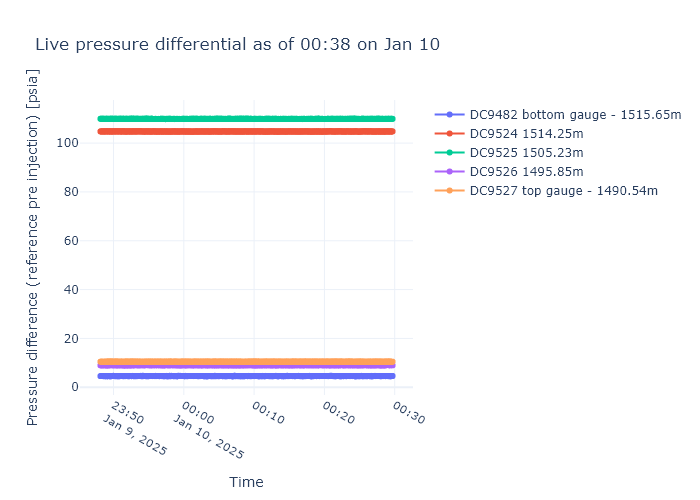 Live pressure differential as of 00:38 on Jan 10
Pressure difference (reference pre injection) [psia]
100
80
60
40
20
0
23:50
Jan 9, 2025
00:00
Jan 10, 2025
00:10
00:20
00:30
Time
DC9482 bottom gauge - 1515.65m
DC9524 1514.25m
DC9525 1505.23m
DC9526 1495.85m
DC9527 top gauge - 1490.54m